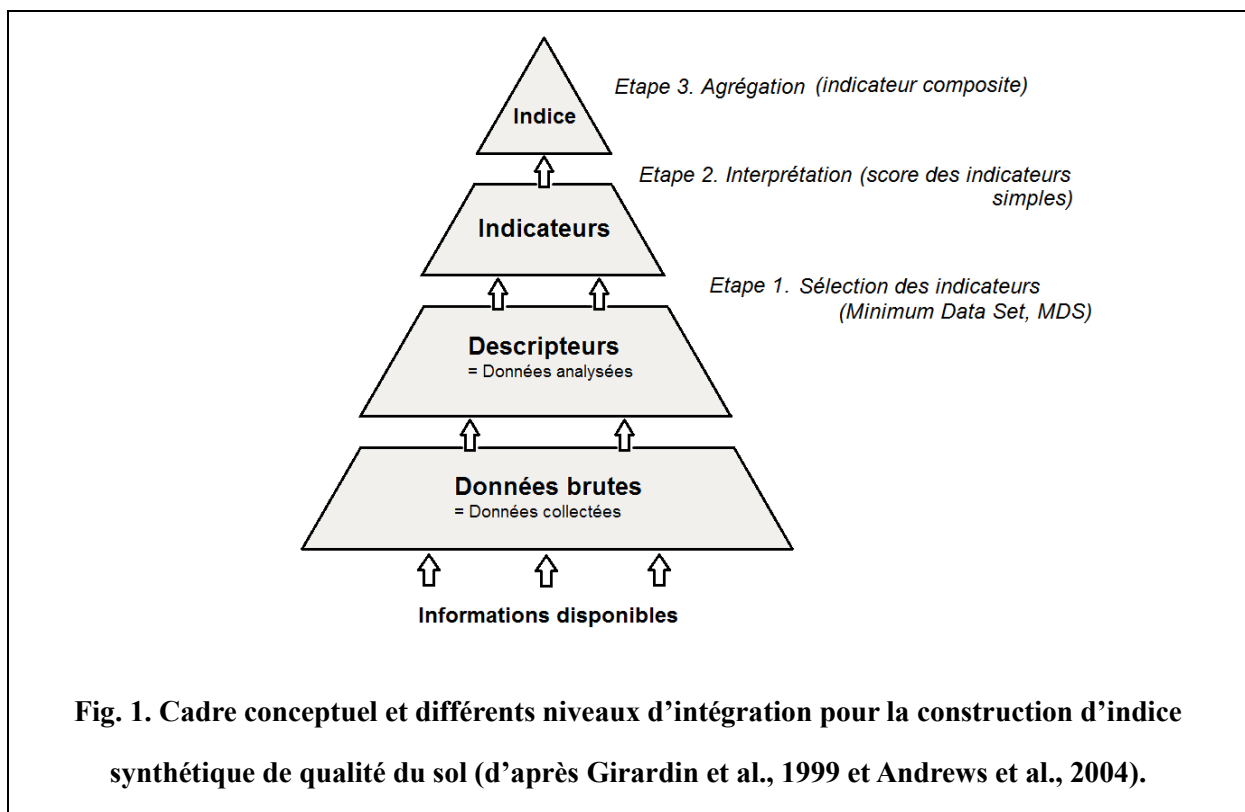 Etape 3. Agrégation (indicateur composite)
Indice
Etape 2. Interprétation (score des indicateurs
simples)
Indicateurs
Etape 1. Sélection des indicateurs
(Minimum Data Set, MDS)
Descripteurs
= Données analysées
Données brutes
= Données collectées
Informations disponibles
Fig. 1. Cadre conceptuel et différents niveaux d’intégration pour la construction d’indice
synthétique de qualité du sol (d’après Girardin et al., 1999 et Andrews et al., 2004).